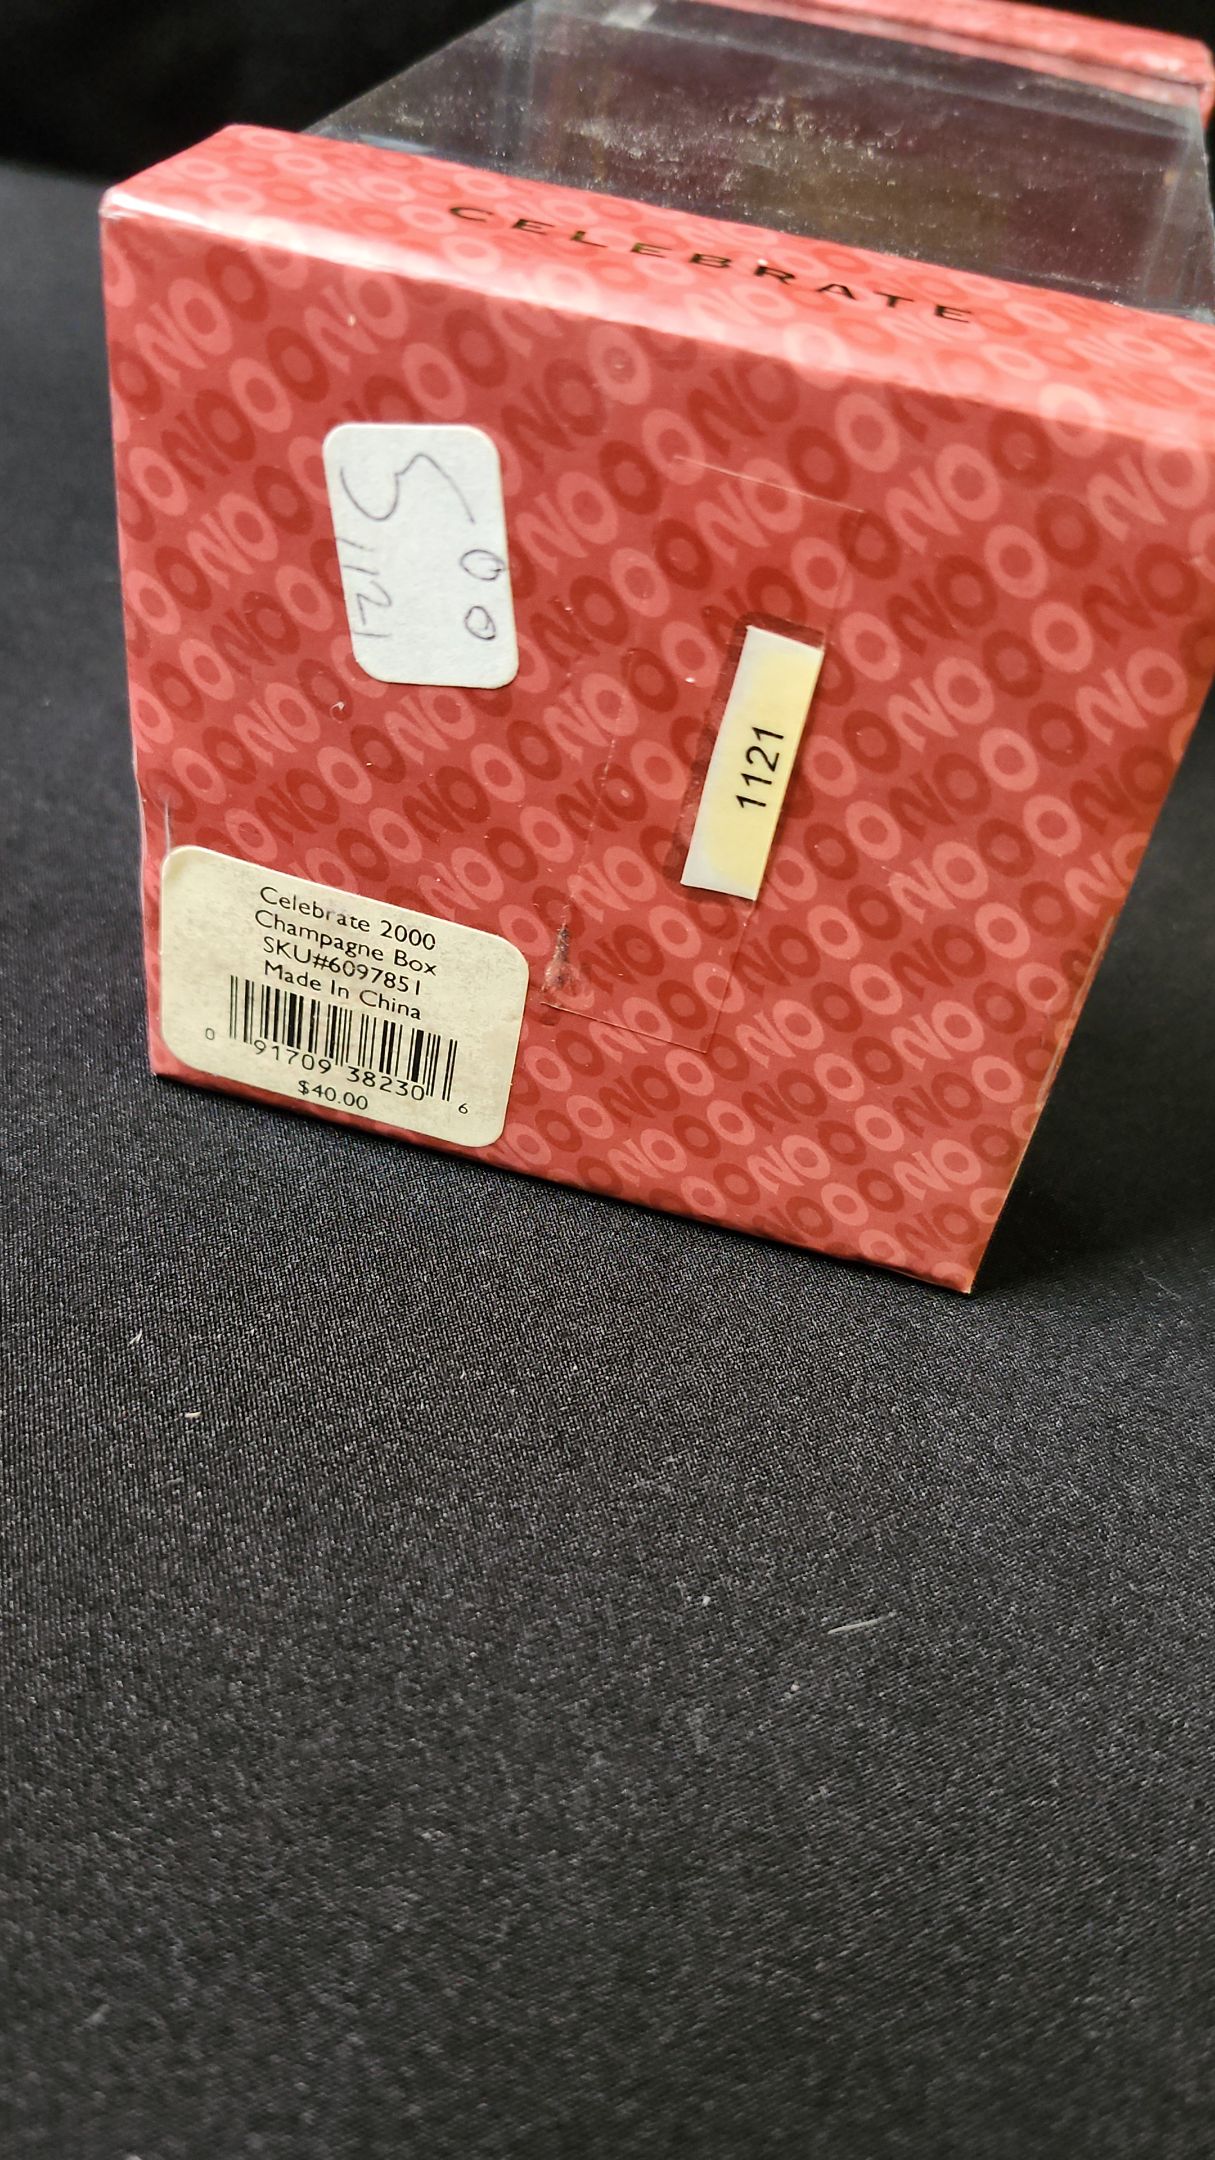 CELEBRATE
5 00
1121
1121
Celebrate 2000
Champagne Box
SKU#6097851
Made In China
0 91709 38230 6
$40.00